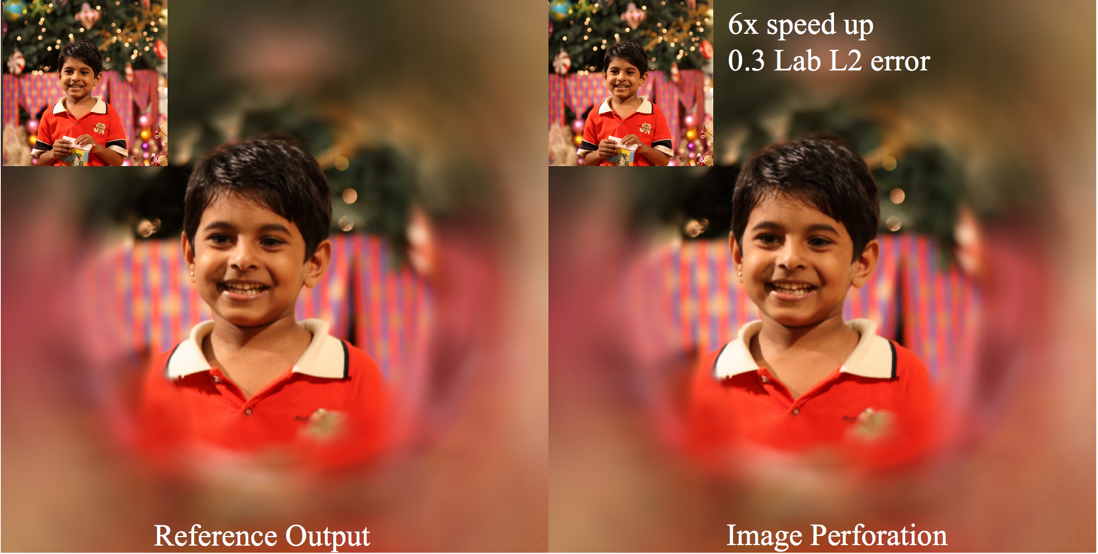 6x speed up
0.3 Lab L2 error
Reference Output
Image Perforation